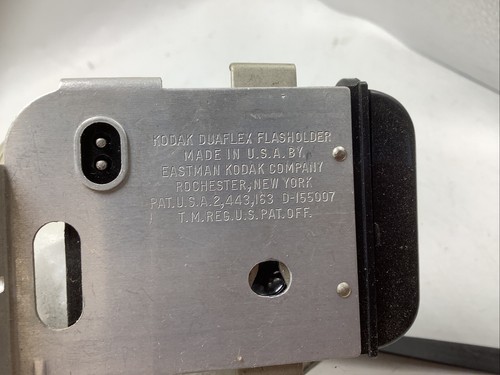 KODAK DUAFLEX FLASHOLDER
MADE IN U.S.A. BY
EASTMAN KODAK COMPANY
ROCHESTER, NEW YORK
PAT. U.S.A. 2,443,163 D-155007
T.M. REG. U.S. PAT. OFF.